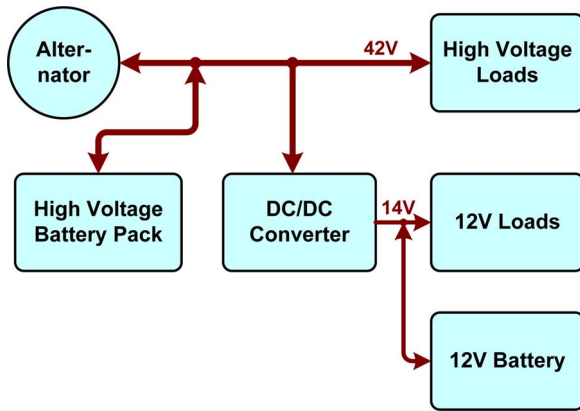 Alter-
nator
42V
High Voltage
Loads
High Voltage
Battery Pack
DC/DC
Converter
14V
12V Loads
12V Battery